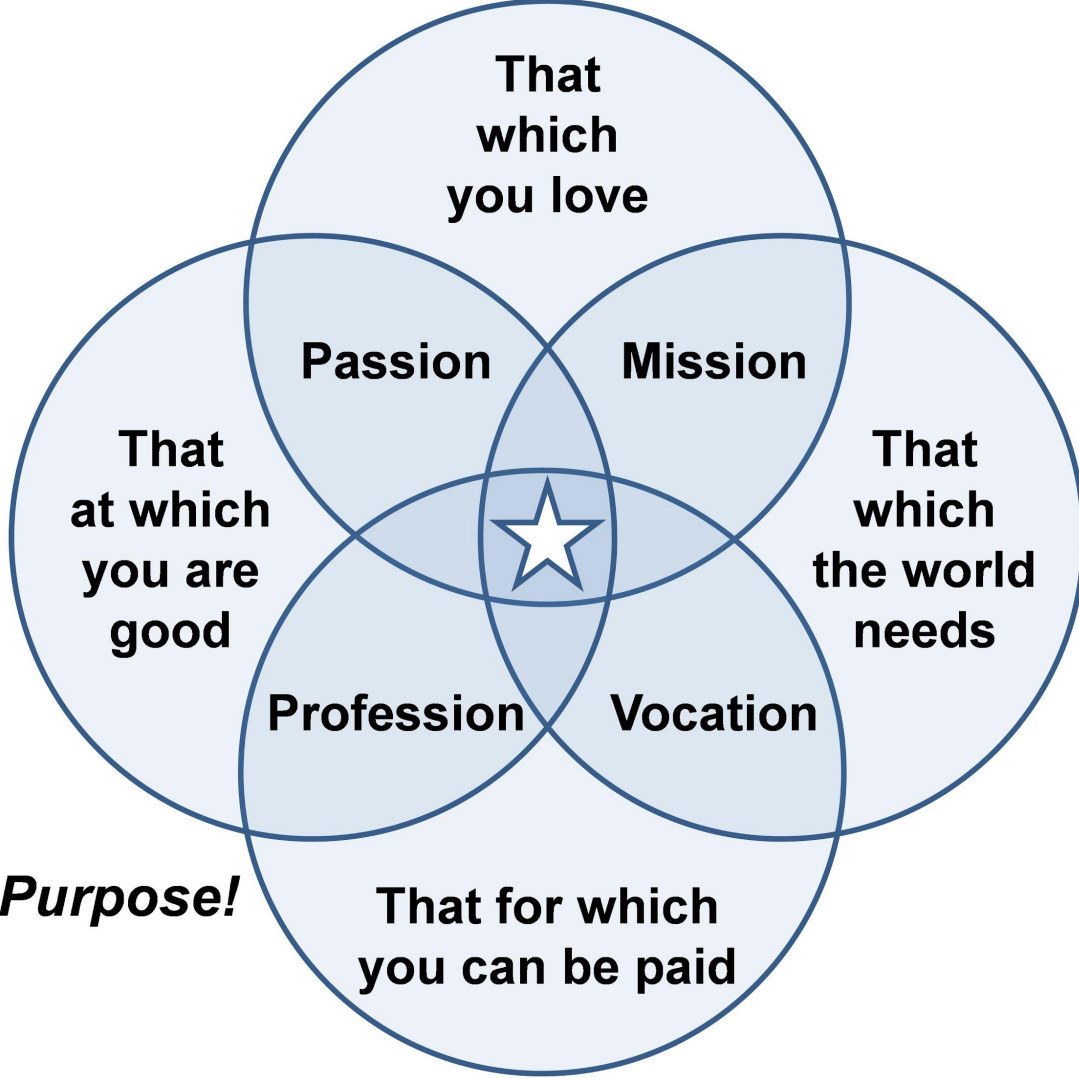 That
which
you love
Passion
Mission
That
at which
you are
good
That
which
the world
needs
Profession
Vocation
Purpose!
That for which
you can be paid